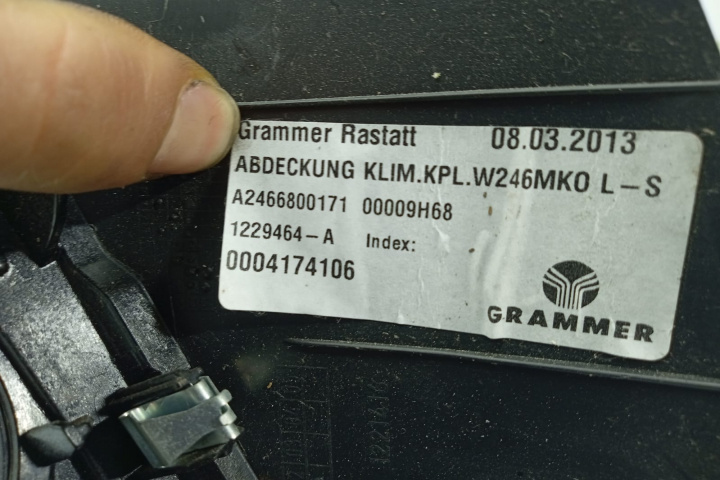 Grammer Rastatt 08.03.2013
ABDECKUNG KLIM.KPL.W246MKO L-S
A2466800171 00009H68
1229464-A Index:
0004174106
GRAMMER